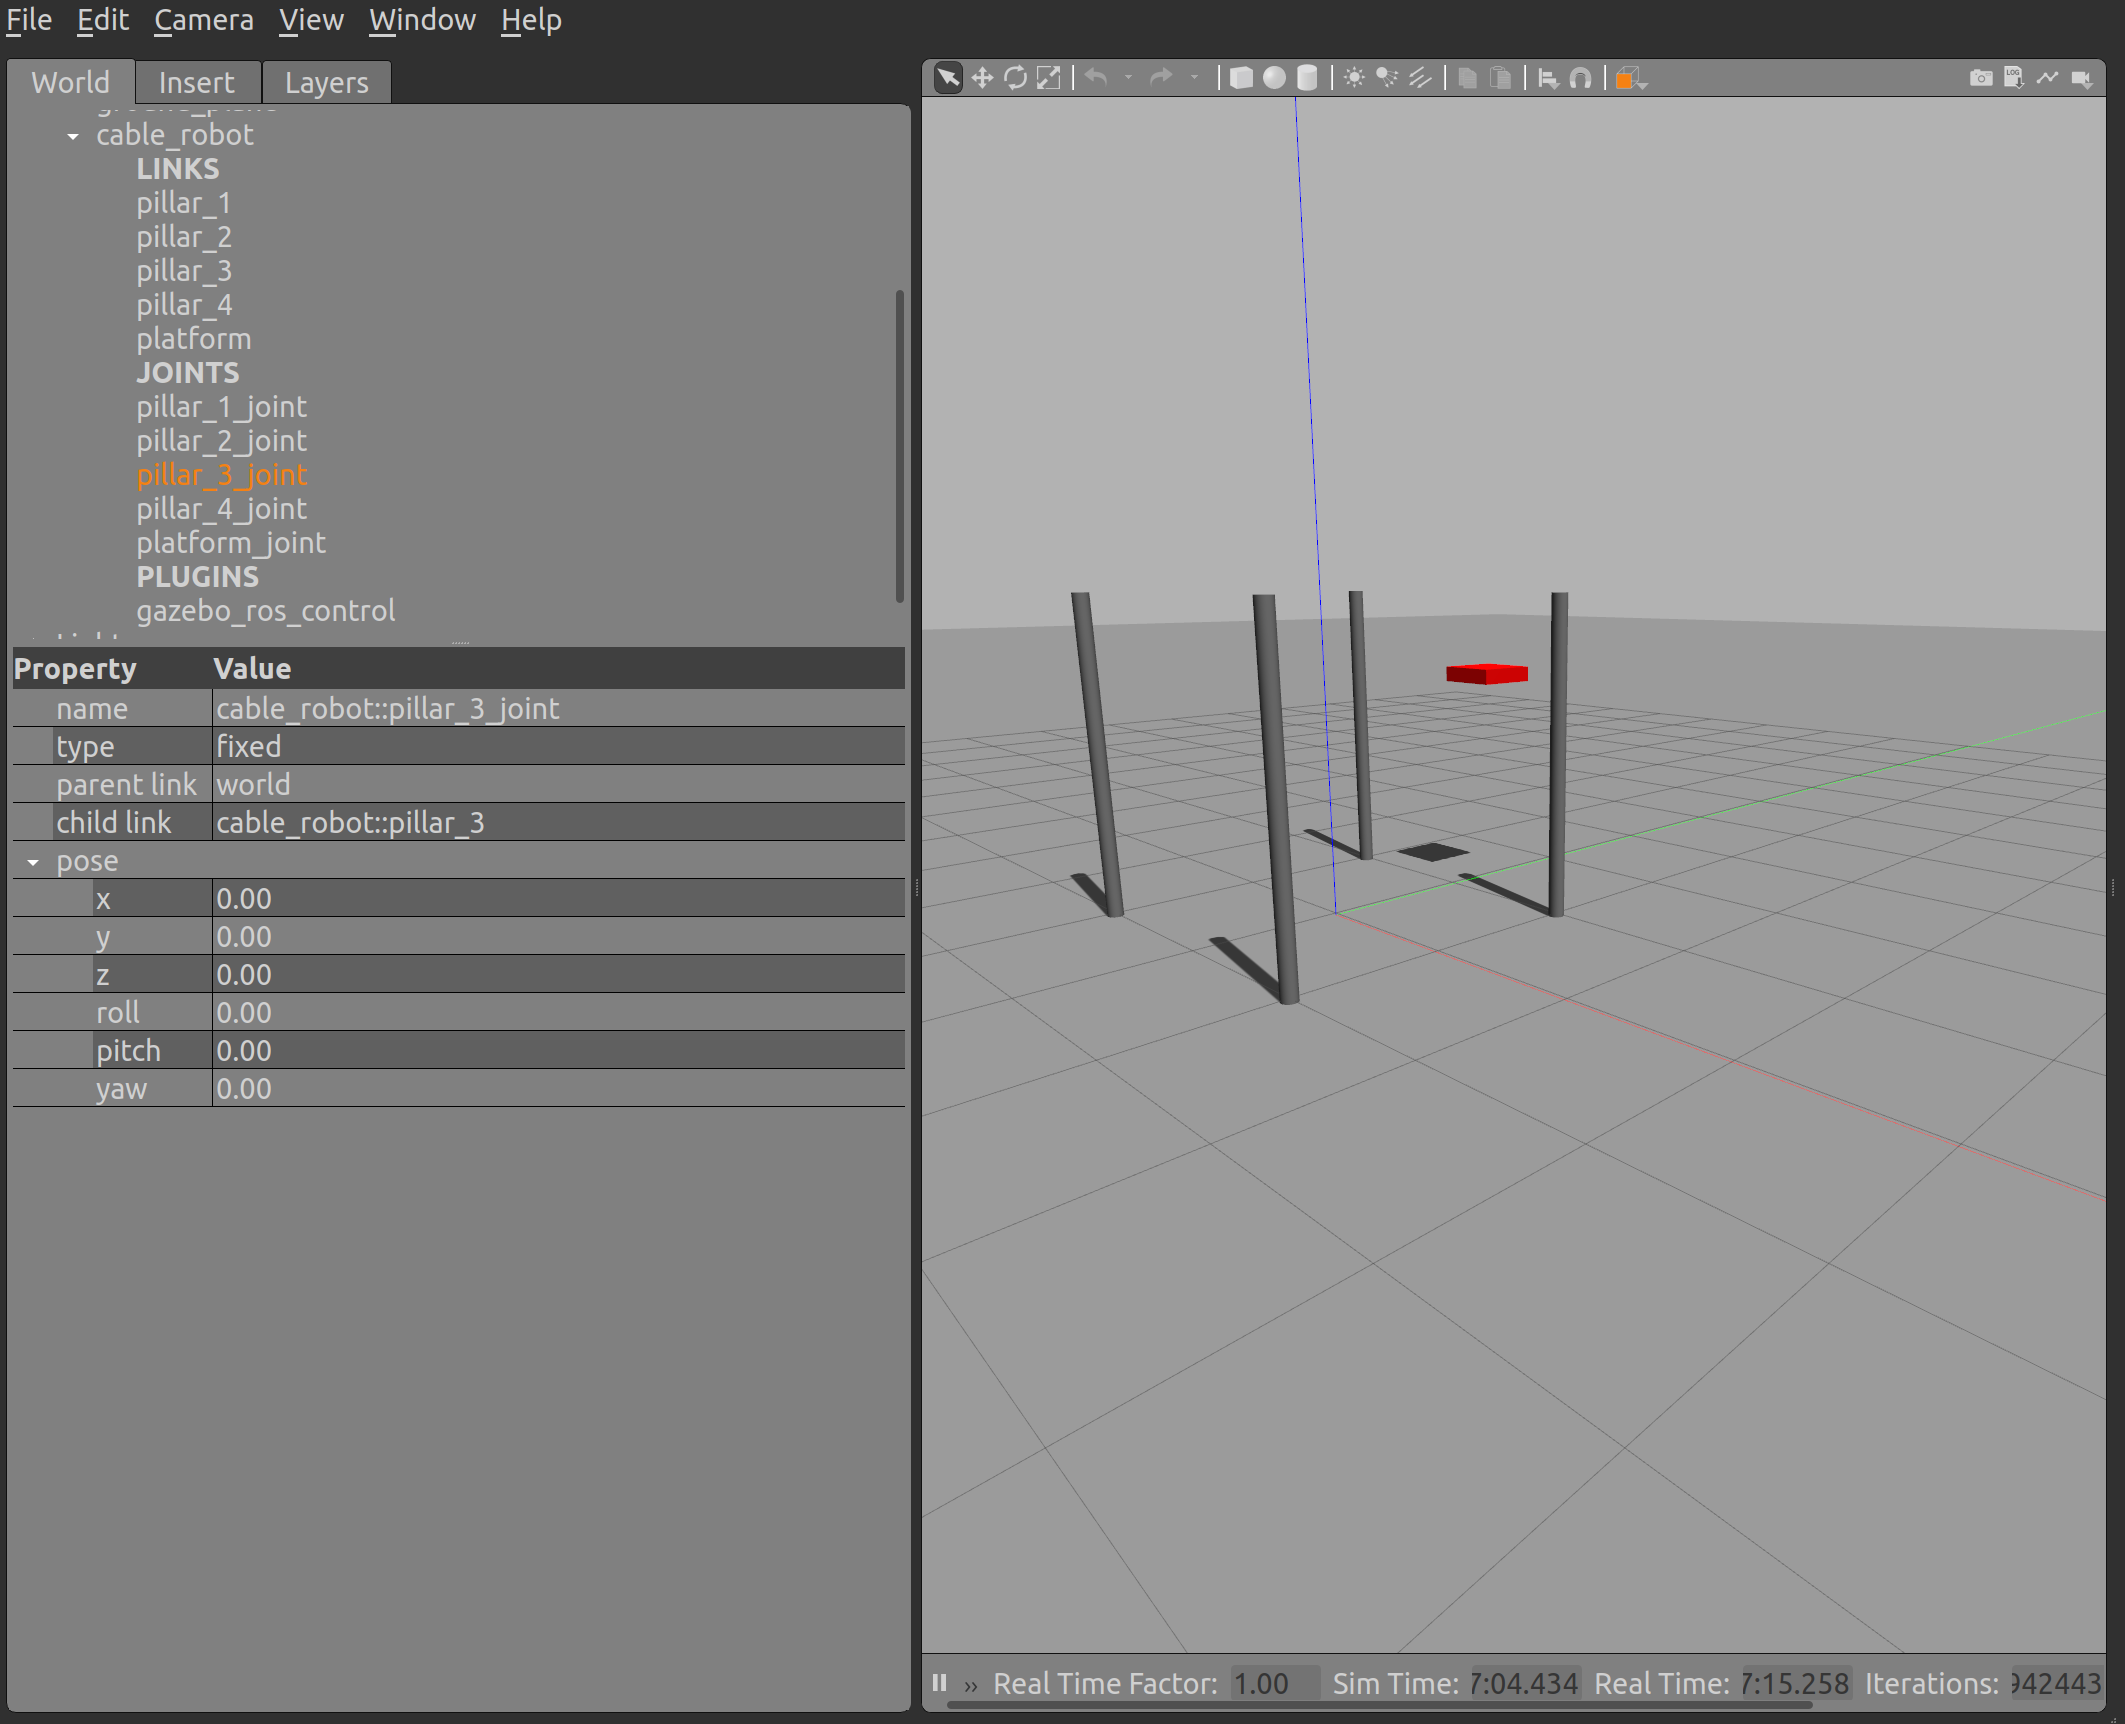 File Edit Camera View Window Help
World Insert Layers
cable_robot
LINKS
pillar_1
pillar_2
pillar_3
pillar_4
platform
JOINTS
pillar_1_joint
pillar_2_joint
pillar_3_joint
pillar_4_joint
platform_joint
PLUGINS
gazebo_ros_control
Property Value
name cable_robot::pillar_3_joint
type fixed
parent link world
child link cable_robot::pillar_3
pose
x 0.00
y 0.00
z 0.00
roll 0.00
pitch 0.00
yaw 0.00
LOG
Real Time Factor: 1.00 Sim Time: 7:04.434 Real Time: 7:15.258 Iterations: 942443